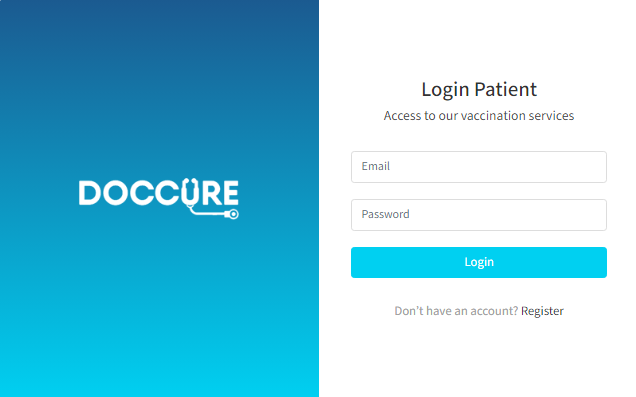 DOCCURE
Login Patient
Access to our vaccination services
Email
Password
Login
Don't have an account? Register